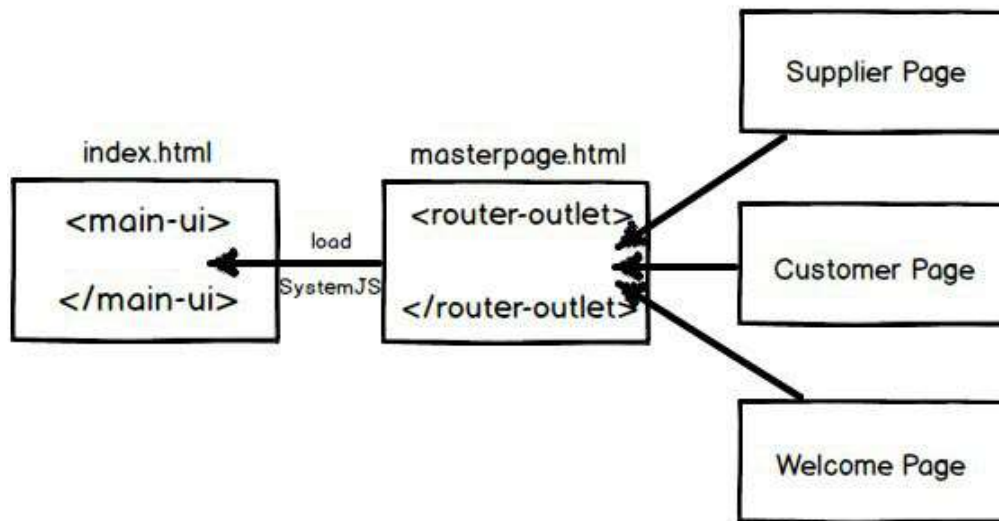 index.html
<main-ui>
</main-ui>
load
SystemJS
masterpage.html
<router-outlet>
</router-outlet>
Supplier Page
Customer Page
Welcome Page